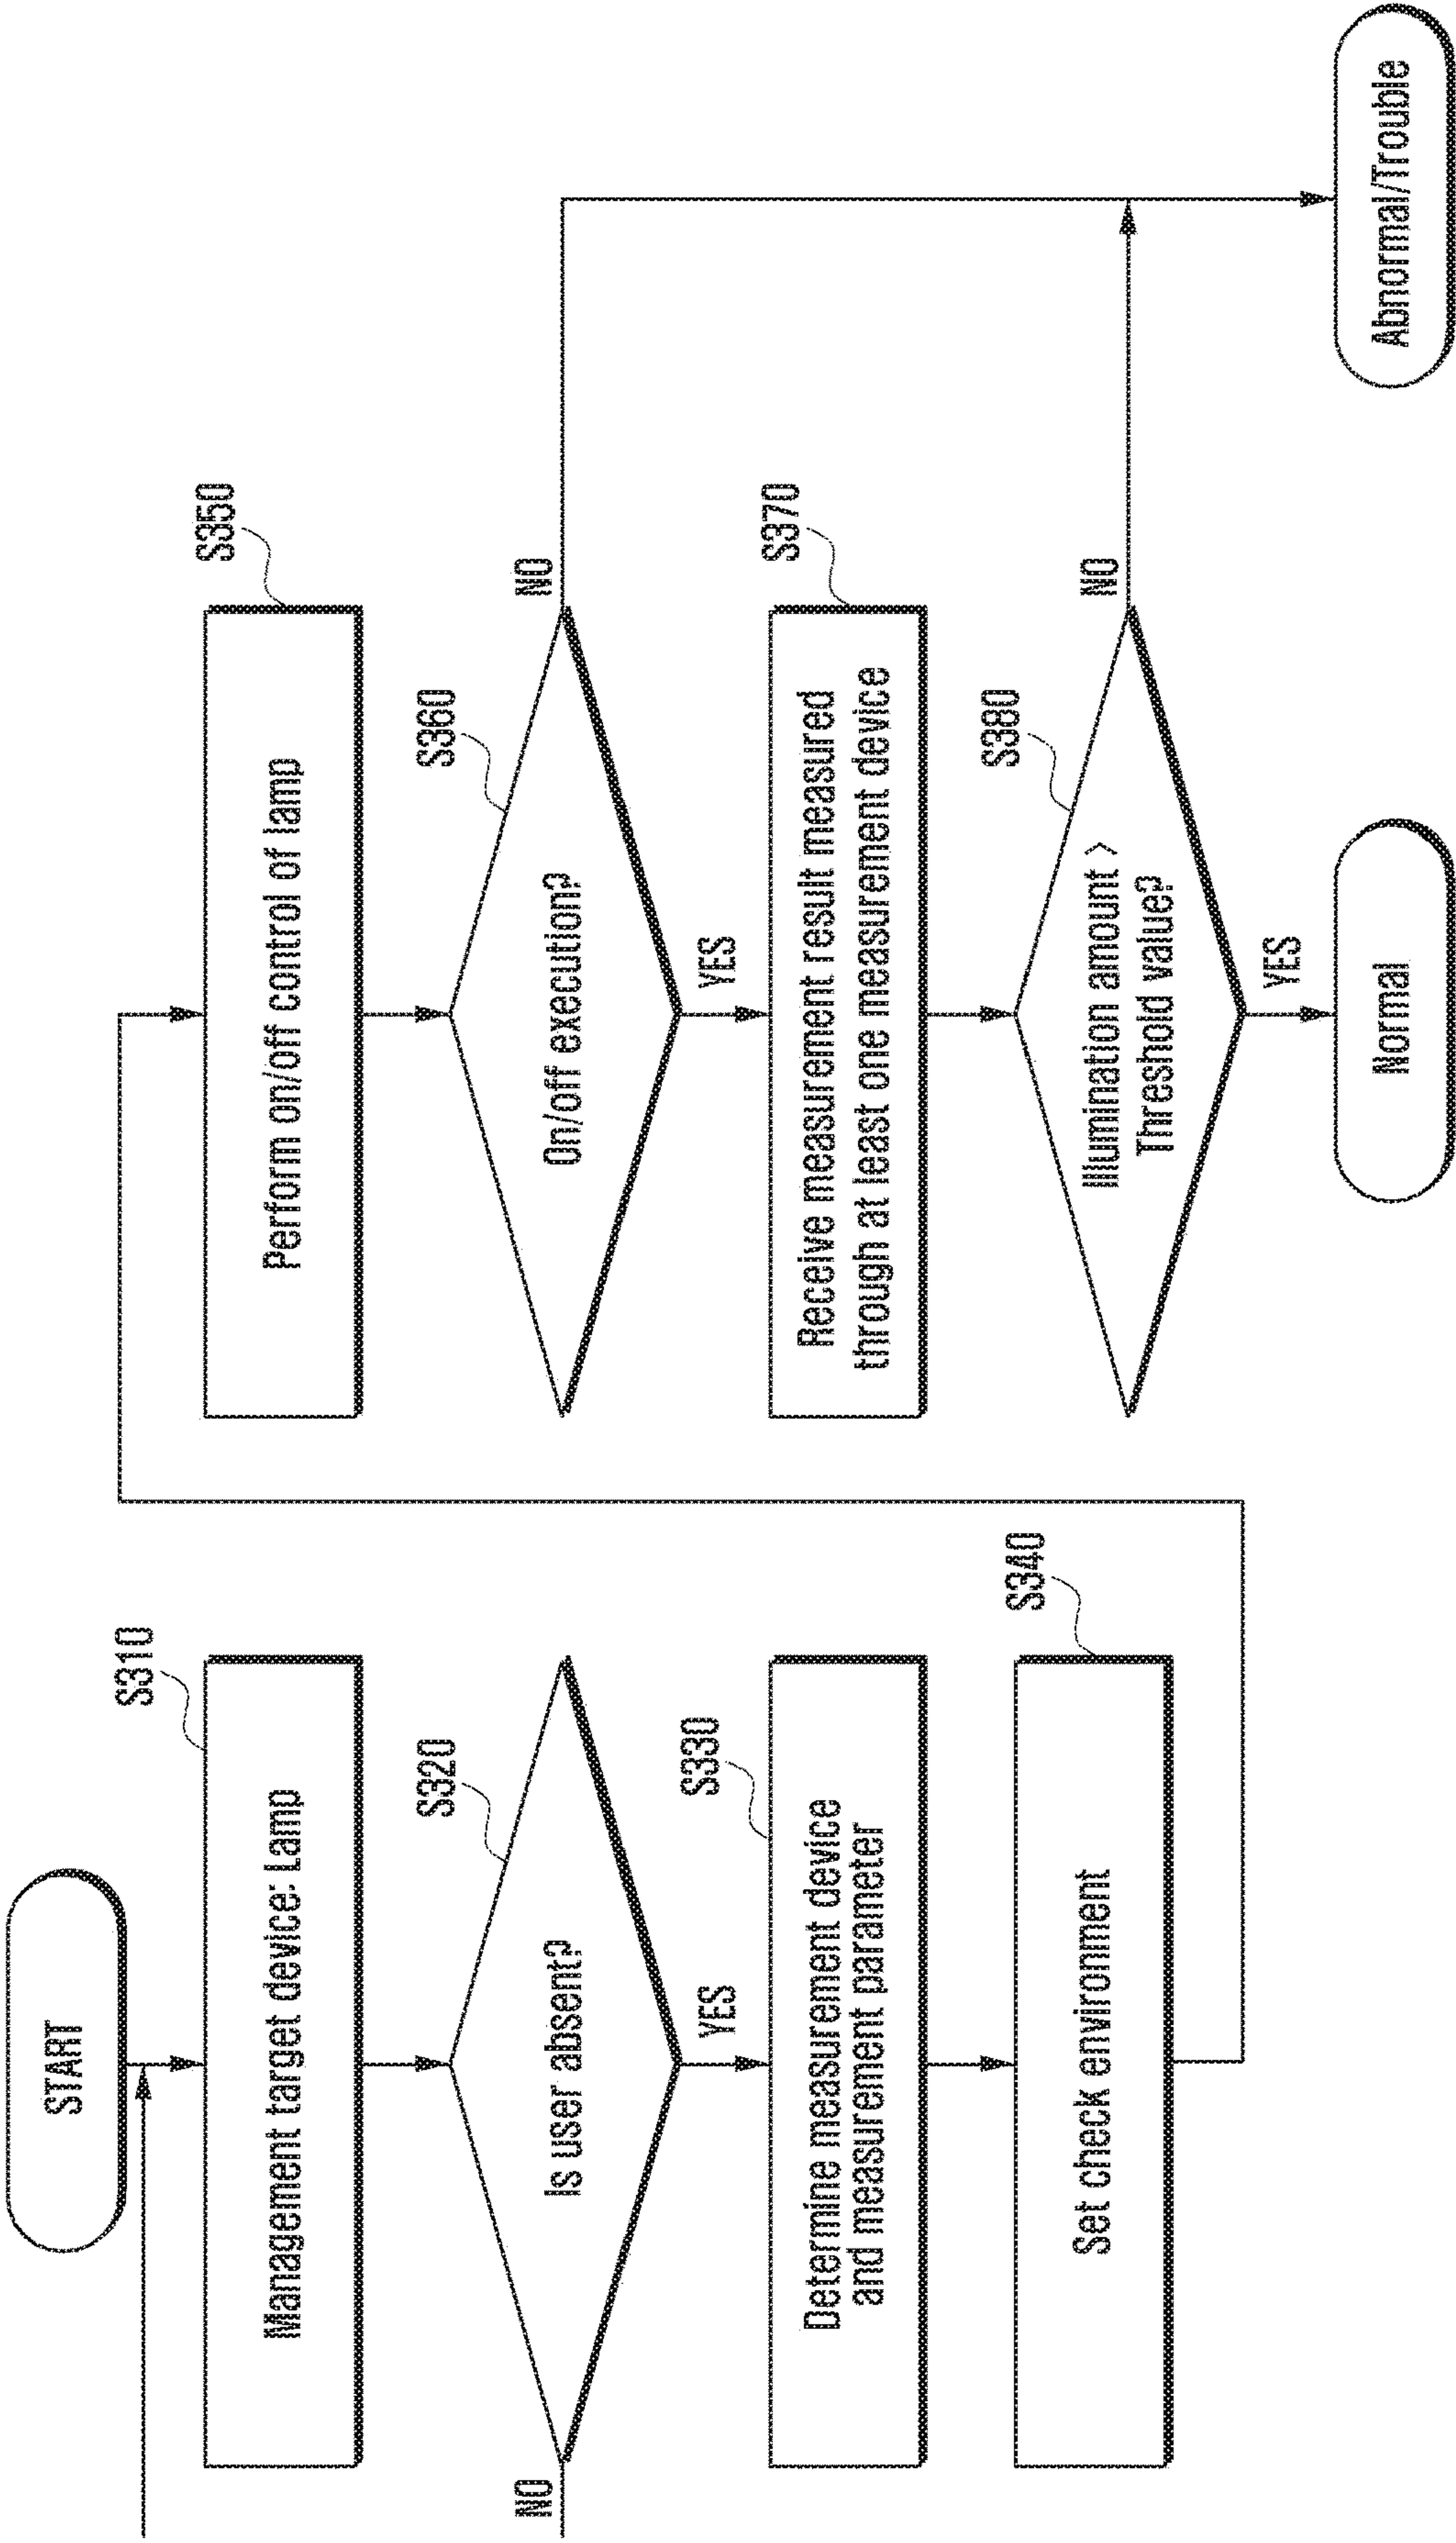 START
S310
Management target device: Lamp
S320
Is user absent?
NO
YES
S330
Determine measurement device
and measurement parameter
S340
Set check environment
S350
Perform on/off control of lamp
S360
On/off execution?
NO
YES
S370
Receive measurement result measured
through at least one measurement device
S380
Illumination amount >
Threshold value?
NO
YES
Normal
Abnormal/Trouble